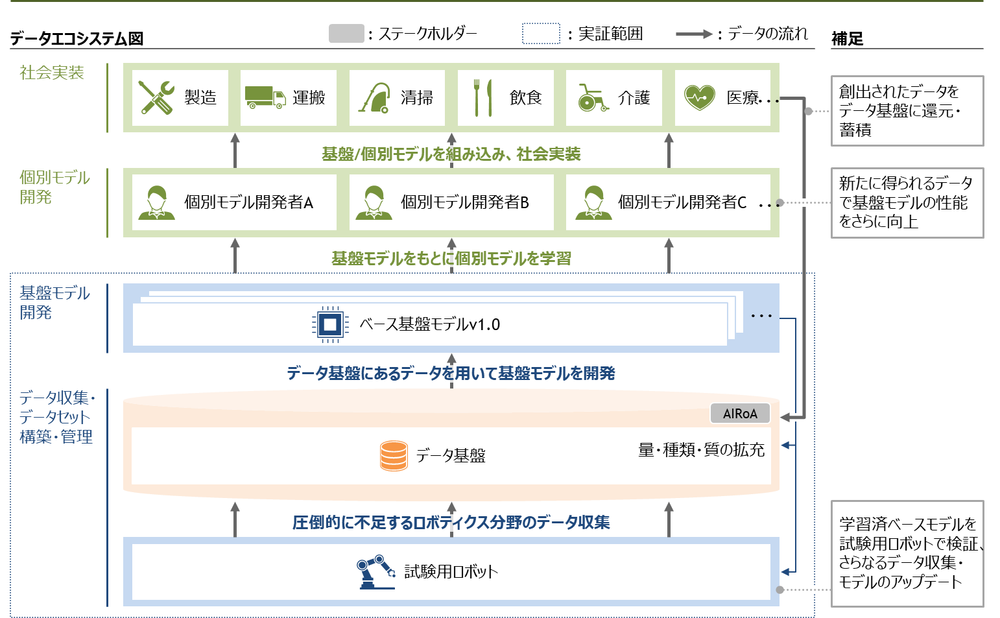 データエコシステム図
：ステークホルダー
：実証範囲
：データの流れ
補足
社会実装
製造
運搬
清掃
飲食
介護
医療
...
創出されたデータを
データ基盤に還元・
蓄積
基盤/個別モデルを組み込み、社会実装
個別モデル
開発
個別モデル開発者A
個別モデル開発者B
個別モデル開発者C
...
新たに得られるデータ
で基盤モデルの性能
をさらに向上
基盤モデルをもとに個別モデルを学習
基盤モデル
開発
ベース基盤モデルv1.0
...
データ基盤にあるデータを用いて基盤モデルを開発
データ収集・
データセット
構築・管理
AIRoA
データ基盤
量・種類・質の拡充
圧倒的に不足するロボティクス分野のデータ収集
試験用ロボット
学習済ベースモデルを
試験用ロボットで検証、
さらなるデータ収集・
モデルのアップデート